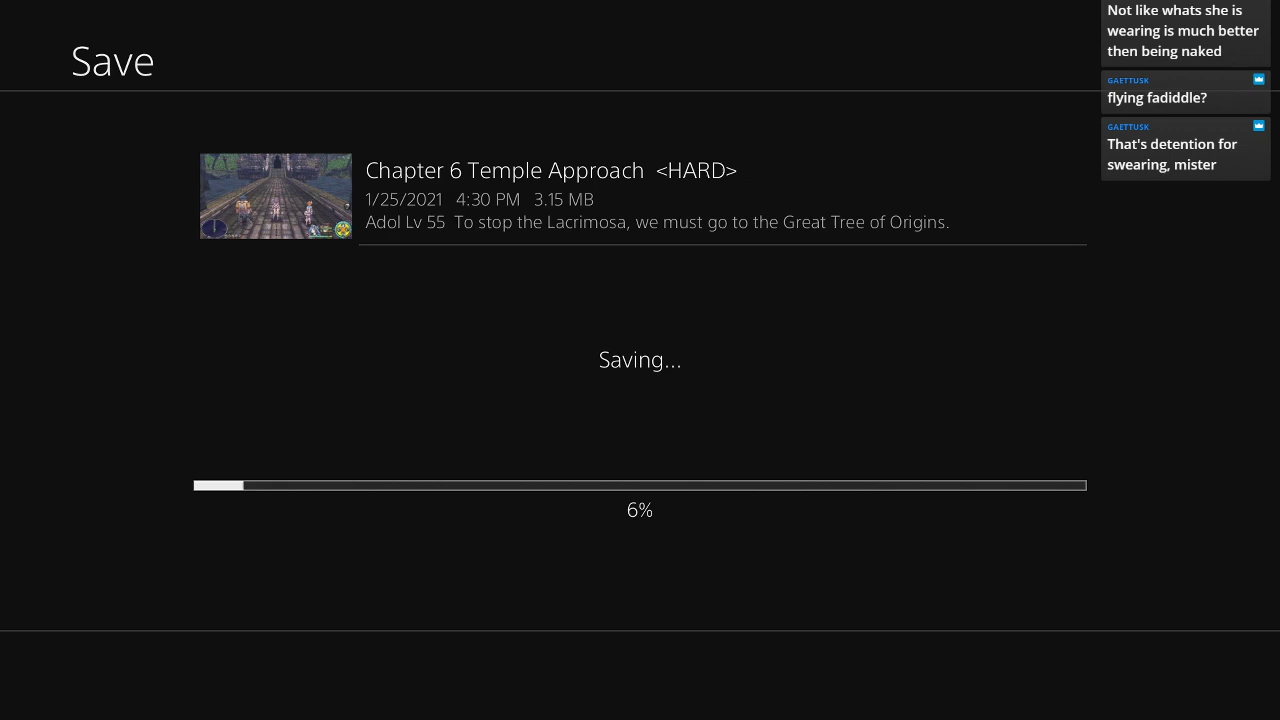 Save
Chapter 6 Temple Approach <HARD>
1/25/2021 4:30 PM 3.15 MB
Adol Lv 55 To stop the Lacrimosa, we must go to the Great Tree of Origins.
Saving...
6%
Not like whats she is
wearing is much better
then being naked
GAETTUSK
flying fadiddle?
GAETTUSK
That's detention for
swearing, mister